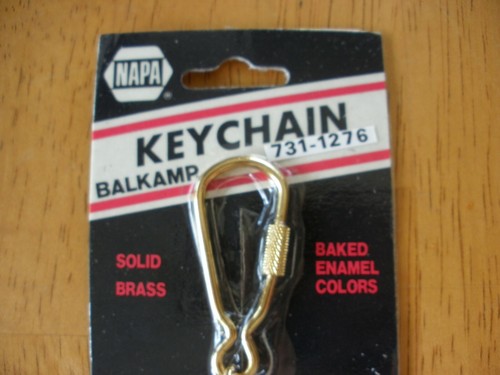 NAPA
®
KEYCHAIN
731-1276
BALKAMP
SOLID
BRASS
BAKED
ENAMEL
COLORS